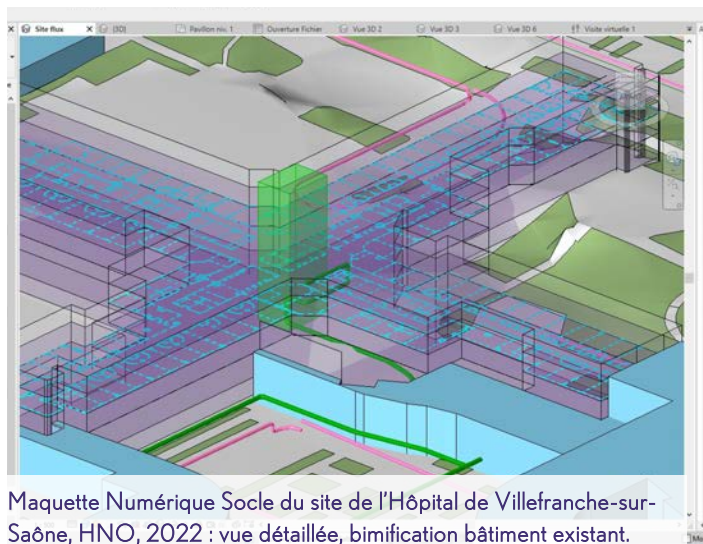 Site flux
{3D}
Pavillon niv. 1
Ouverture Fichier
Vue 3D 2
Vue 3D 3
Vue 3D 6
Visite virtuelle 1
Maquette Numérique Socle du site de l'Hôpital de Villefranche-sur-
Saône, HNO, 2022 : vue détaillée, bimification bâtiment existant.